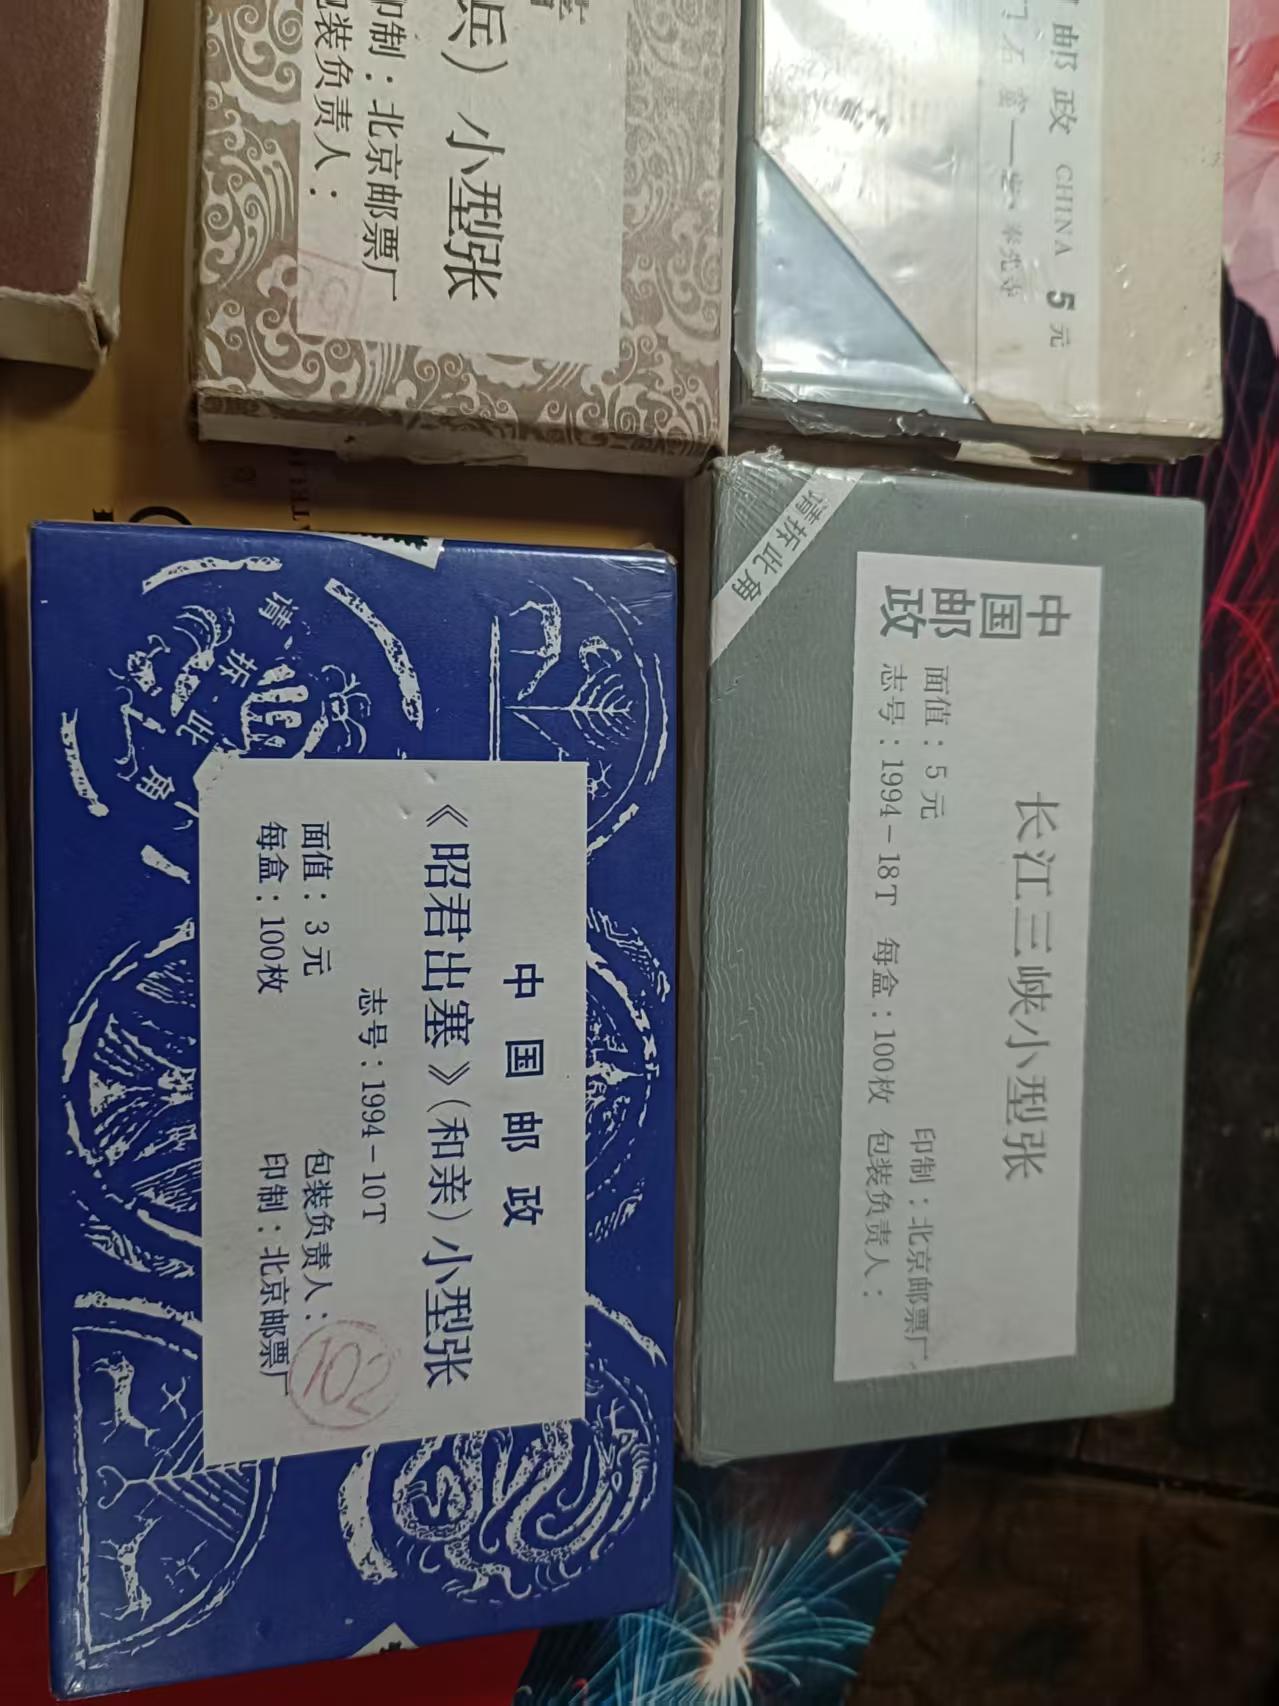 兵）小型张
印制：北京邮票厂
包装负责人：
邮政 CHINA 5元
请拆此角
中国邮政
长江三峡小型张
面值：5元
印制：北京邮票厂
志号：1994-18T 每盒：100枚 包装负责人：
请拆此角
中国邮政
《昭君出塞》（和亲）小型张
志号：1994-10T
面值：3元
包装负责人：
每盒：100枚
印制：北京邮票厂
102